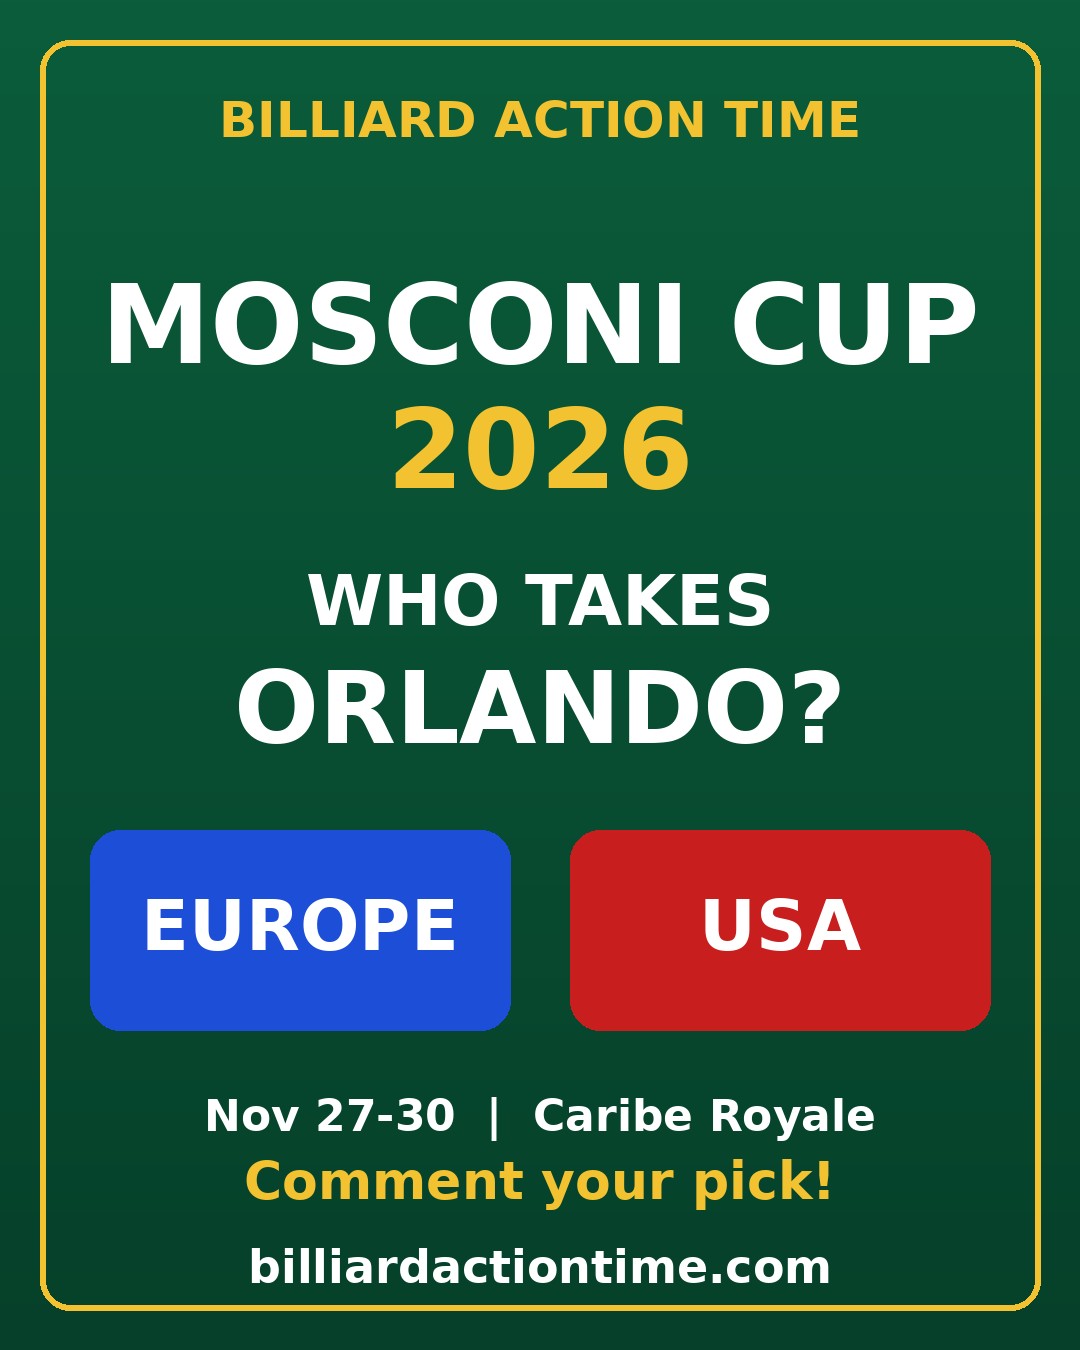 BILLIARD ACTION TIME
MOSCONI CUP
2026
WHO TAKES
ORLANDO?
EUROPE
USA
Nov 27-30 | Caribe Royale
Comment your pick!
billiardactiontime.com